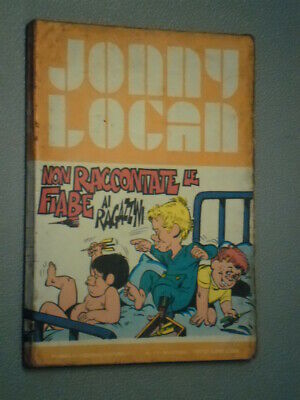 JONNY
LOGAN
NON RACCONTATE LE
FIABE AI
RAGAZZINI